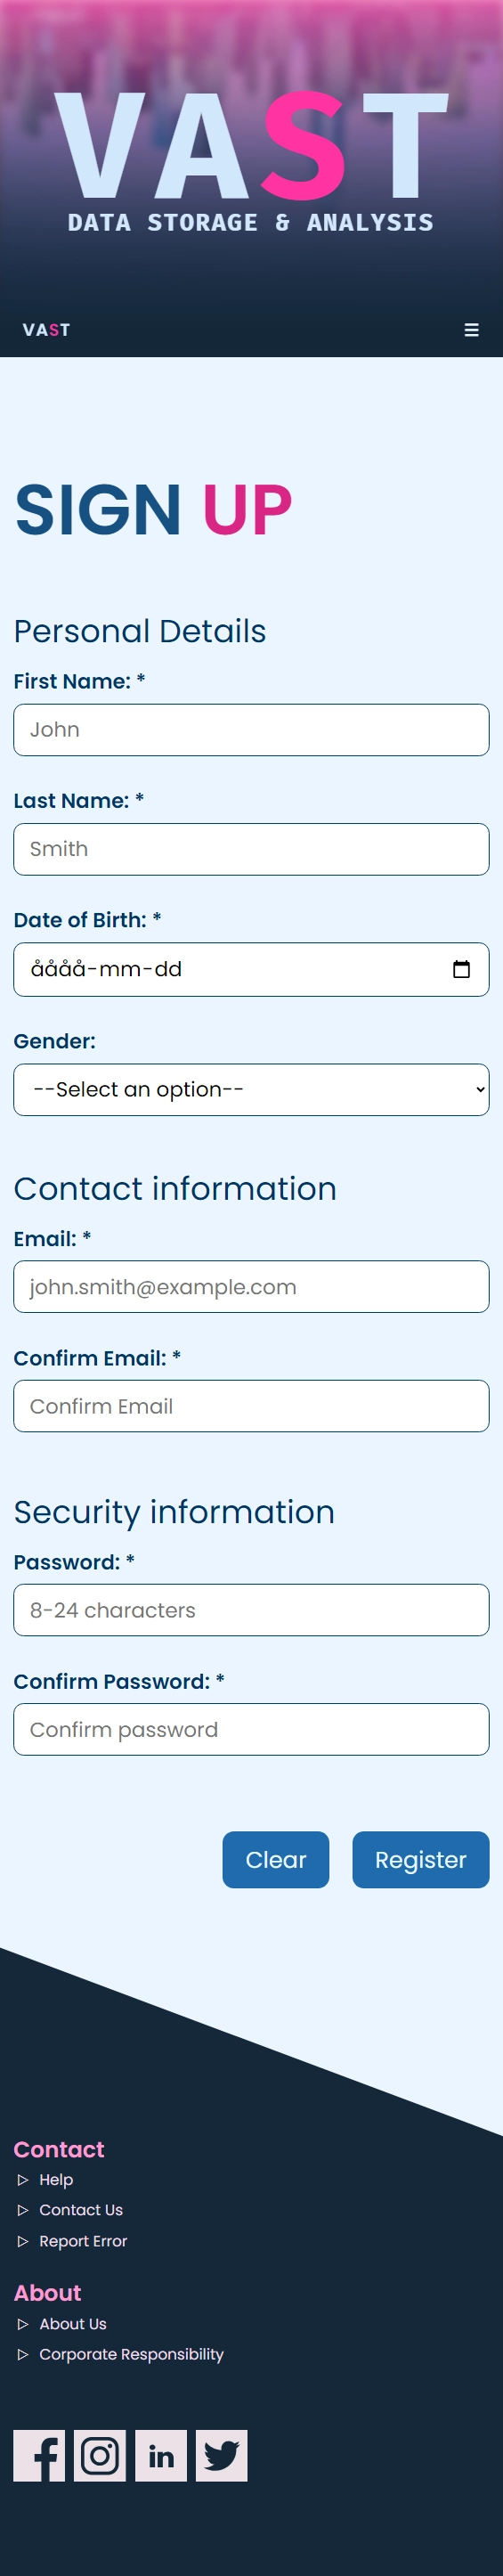 VAST
DATA STORAGE & ANALYSIS
VAST
SIGN UP
Personal Details
First Name: *
John
Last Name: *
Smith
Date of Birth: *
åååå-mm-dd
Gender:
--Select an option--
Contact information
Email: *
john.smith@example.com
Confirm Email: *
Confirm Email
Security information
Password: *
8-24 characters
Confirm Password: *
Confirm password
Clear Register
Contact
Help
Contact Us
Report Error
About
About Us
Corporate Responsibility